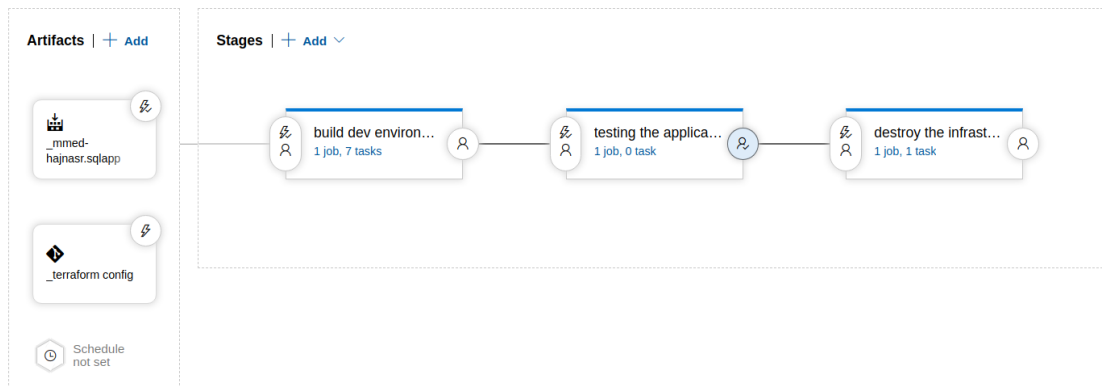 Artifacts | + Add
Stages | + Add
_mmed-
hajnasr.sqlapp
build dev environ...
1 job, 7 tasks
testing the applica...
1 job, 0 task
destroy the infrast...
1 job, 1 task
_terraform config
Schedule
not set